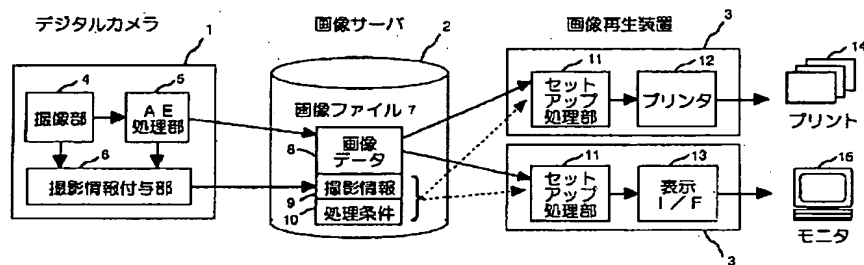 デジタルカメラ
1
4
撮像部
5
AE
処理部
6
撮影情報付与部
画像サーバ
2
画像ファイル 7
8
画像
データ
9
撮影情報
10
処理条件
画像再生装置
3
11
セット
アップ
処理部
12
プリンタ
14
プリント
11
セット
アップ
処理部
13
表示
I/F
3
15
モニタ